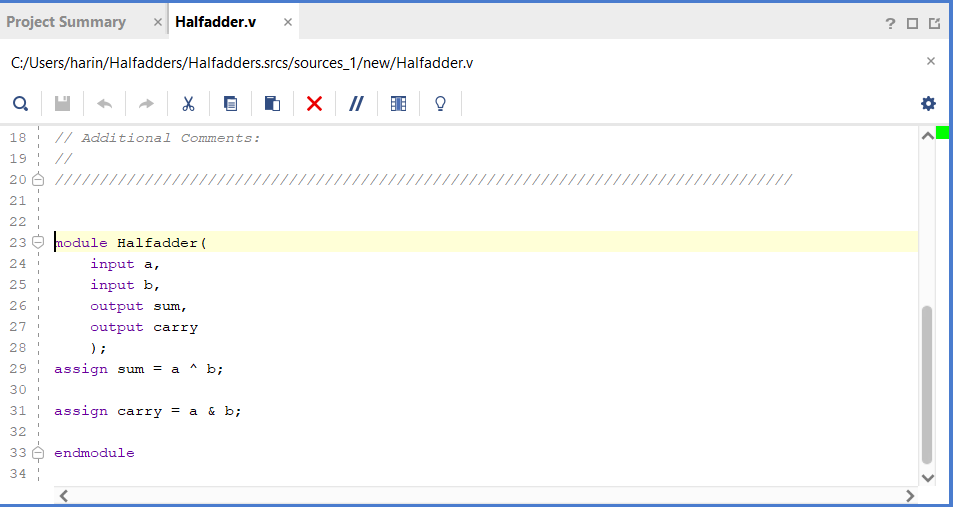 Project Summary × Halfadder.v ×
?
C:/Users/harin/Halfadders/Halfadders.srcs/sources_1/new/Halfadder.v ×
18 // Additional Comments:
19 //
20 //////////////////////////////////////////////////////////////////////////////////
21
22
23 module Halfadder(
24     input a,
25     input b,
26     output sum,
27     output carry
28     );
29 assign sum = a ^ b;
30
31 assign carry = a & b;
32
33 endmodule
34